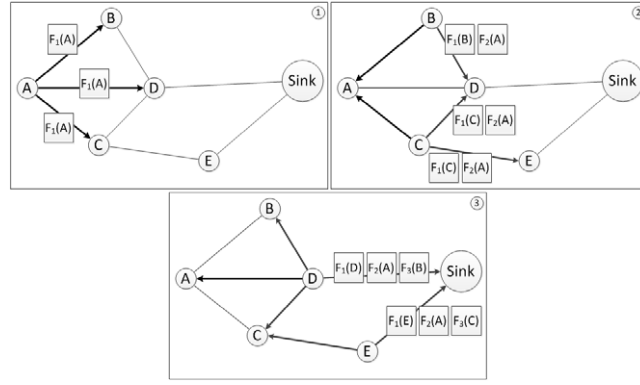 ①
B
F₁(A)
F₁(A)
A
D
Sink
F₁(A)
C
E
②
B
F₁(B) F₂(A)
A
D
Sink
F₁(C) F₂(A)
C
E
F₁(C) F₂(A)
③
B
A
D
F₁(D) F₂(A) F₃(B)
Sink
F₁(E) F₂(A) F₃(C)
C
E